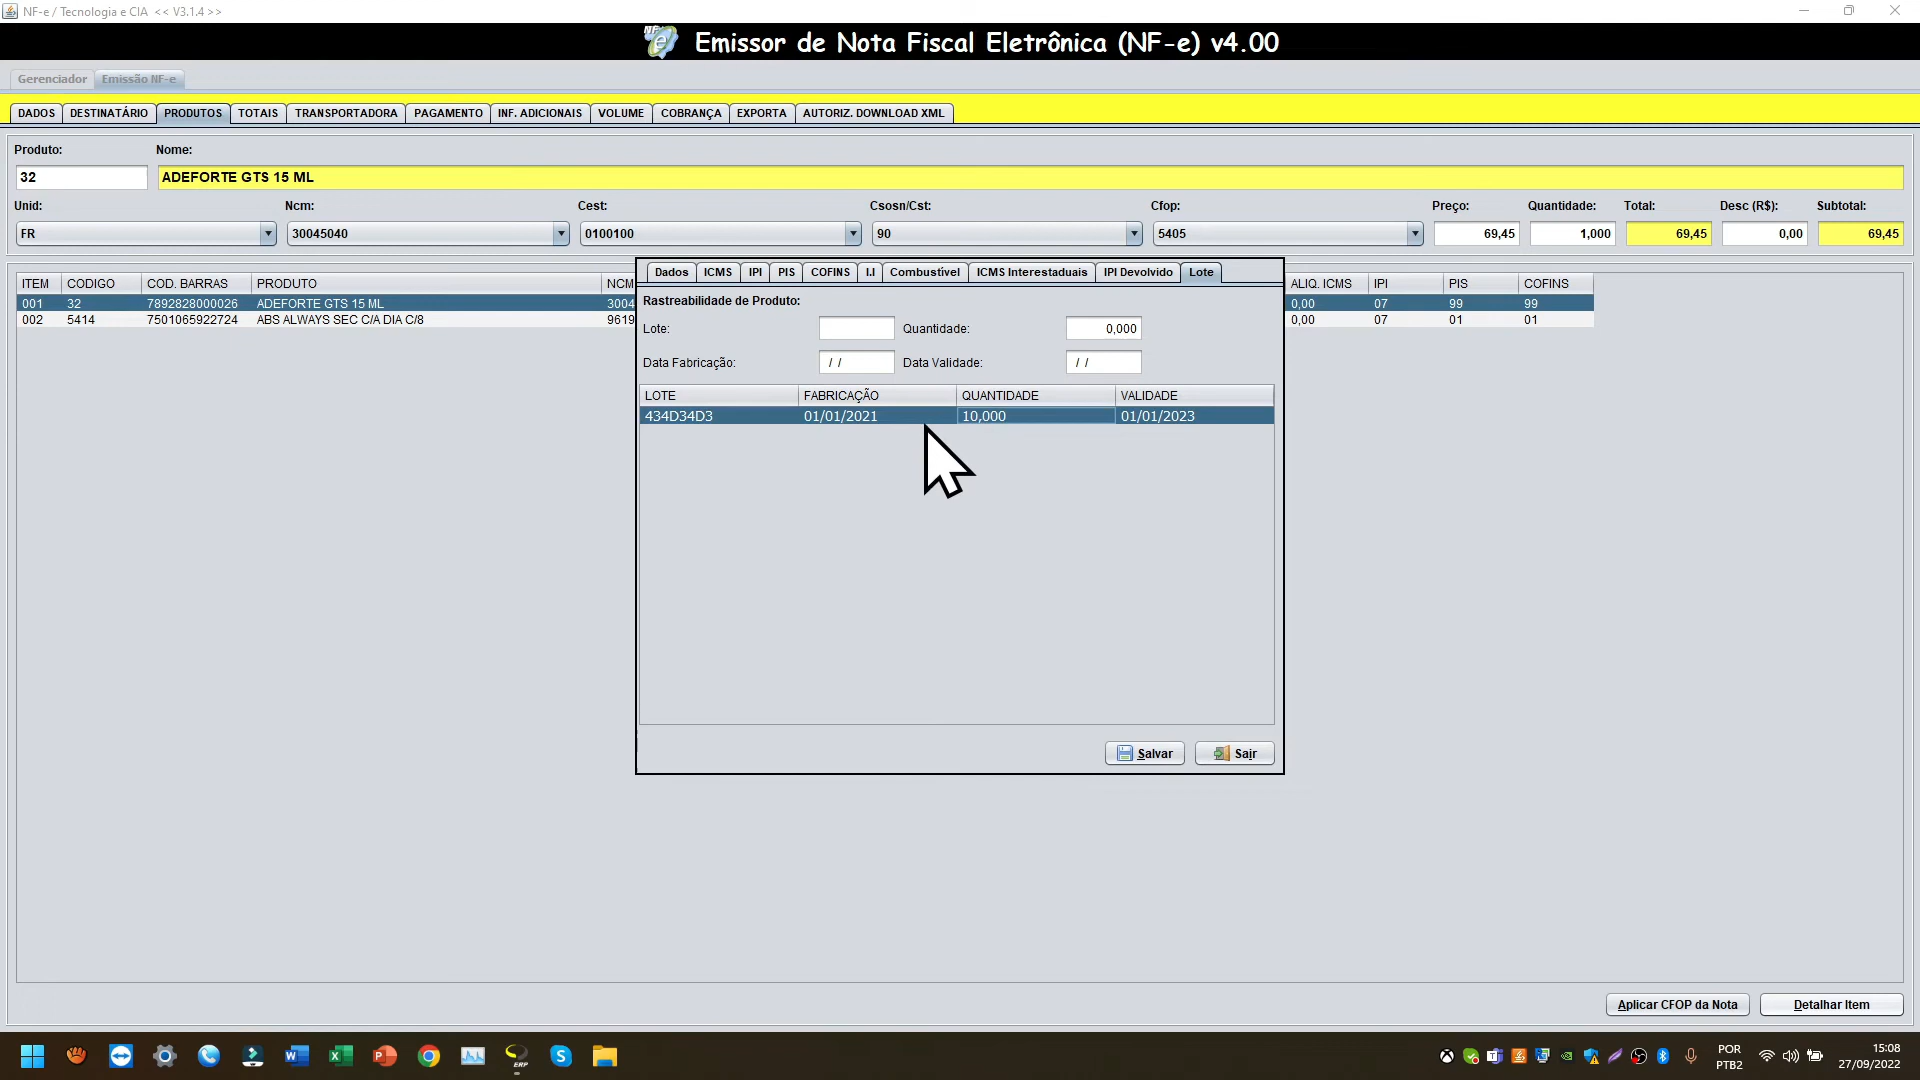 NF-e / Tecnologia e CIA << V3.1.4 >>
Emissor de Nota Fiscal Eletrônica (NF-e) v4.00
Gerenciador Emissão NF-e
DADOS DESTINATÁRIO PRODUTOS TOTAIS TRANSPORTADORA PAGAMENTO INF. ADICIONAIS VOLUME COBRANÇA EXPORTA AUTORIZ. DOWNLOAD XML
Produto: Nome:
32 ADEFORTE GTS 15 ML
Unid: Ncm: Cest: Csosn/Cst: Cfop: Preço: Quantidade: Total: Desc (R$): Subtotal:
FR 30045040 0100100 90 5405 69,45 1,000 69,45 0,00 69,45
Dados ICMS IPI PIS COFINS I.I Combustível ICMS Interestaduais IPI Devolvido Lote
ITEM CODIGO COD. BARRAS PRODUTO NCM ALIQ. ICMS IPI PIS COFINS
001 32 7892828000026 ADEFORTE GTS 15 ML 3004 0,00 07 99 99
002 5414 7501065922724 ABS ALWAYS SEC C/A DIA C/8 9619 0,00 07 01 01
Rastreabilidade de Produto:
Lote: Quantidade: 0,000
Data Fabricação: / / Data Validade: / /
LOTE FABRICAÇÃO QUANTIDADE VALIDADE
434D34D3 01/01/2021 10,000 01/01/2023
Salvar Sair
Aplicar CFOP da Nota Detalhar Item
POR 15:08
PTB2 27/09/2022